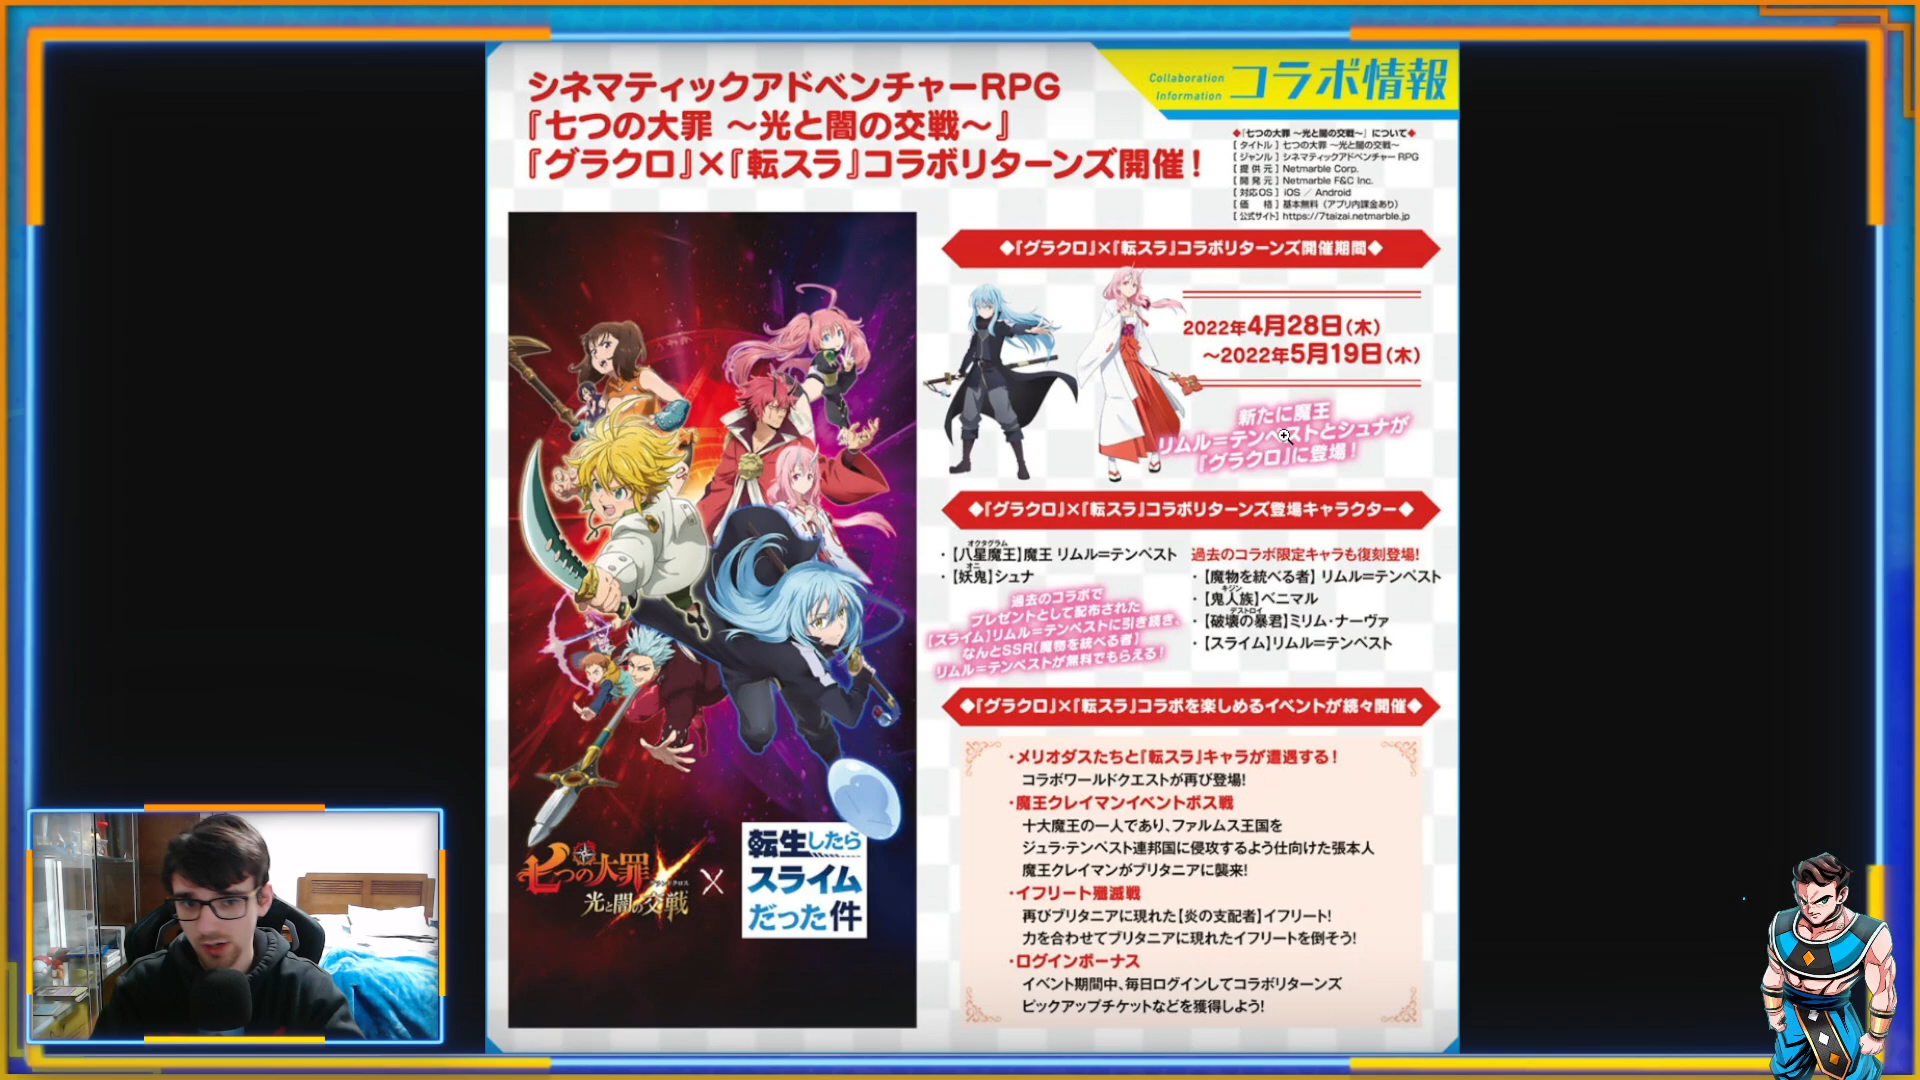 シネマティックアドベンチャーRPG
『七つの大罪 ～光と闇の交戦～』
『グラクロ』×『転スラ』コラボリターンズ開催！
Collaboration
Information
コラボ情報
◆『七つの大罪 ～光と闇の交戦～』について◆
[ タイトル ] 七つの大罪 ～光と闇の交戦～
[ ジャンル ] シネマティックアドベンチャー RPG
[ 提 供 元 ] Netmarble Corp.
[ 開 発 元 ] Netmarble F&C Inc.
[ 対応OS ] iOS ／ Android
[ 価　格 ] 基本無料（アプリ内課金あり）
[ 公式サイト] https://7taizai.netmarble.jp
◆『グラクロ』×『転スラ』コラボリターンズ開催期間◆
2022年4月28日（木）
～2022年5月19日（木）
新たに魔王
リムル＝テンペストとシュナが
『グラクロ』に登場！
◆『グラクロ』×『転スラ』コラボリターンズ登場キャラクター◆
オクタグラム
・【八星魔王】魔王 リムル＝テンペスト
オニ
・【妖鬼】シュナ
過去のコラボで
プレゼントとして配布された
【スライム】リムル＝テンペストに引き続き、
なんとSSR【魔物を統べる者】
リムル＝テンペストが無料でもらえる！
過去のコラボ限定キャラも復刻登場！
・【魔物を統べる者】 リムル＝テンペスト
キジン
・【鬼人族】ベニマル
デストロイ
・【破壊の暴君】ミリム・ナーヴァ
・【スライム】リムル＝テンペスト
◆『グラクロ』×『転スラ』コラボを楽しめるイベントが続々開催◆
・メリオダスたちと『転スラ』キャラが遭遇する！
コラボワールドクエストが再び登場！
・魔王クレイマンイベントボス戦
十大魔王の一人であり、ファルムス王国を
ジュラ・テンペスト連邦国に侵攻するよう仕向けた張本人
魔王クレイマンがブリタニアに襲来！
・イフリート殲滅戦
再びブリタニアに現れた【炎の支配者】イフリート！
力を合わせてブリタニアに現れたイフリートを倒そう！
・ログインボーナス
イベント期間中、毎日ログインしてコラボリターンズ
ピックアップチケットなどを獲得しよう！
七つの大罪
グランドクロス
光と闇の交戦
×
転生したら
スライム
だった件